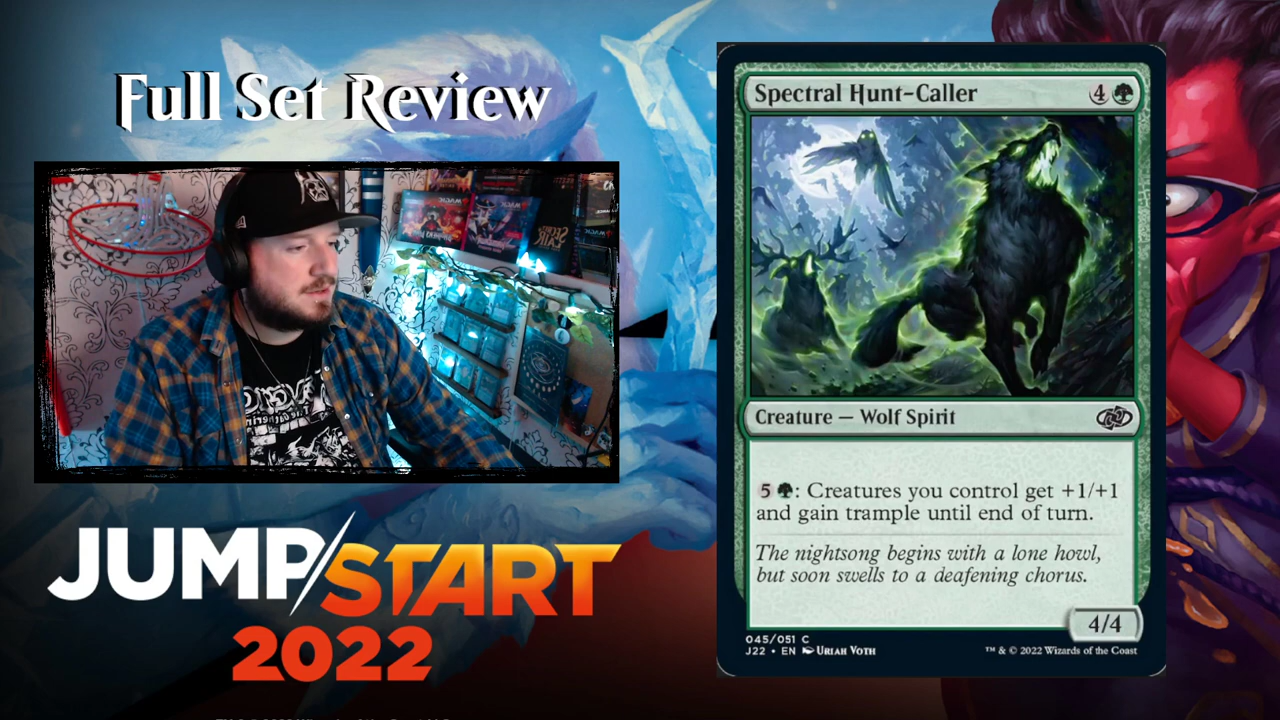 Full Set Review
MAGIC
MAGIC
JUMP/START
2022
Spectral Hunt-Caller
4
Creature — Wolf Spirit
5 : Creatures you control get +1/+1
and gain trample until end of turn.
The nightsong begins with a lone howl,
but soon swells to a deafening chorus.
4/4
045/051 C
J22 • EN Uriah Voth
™ & © 2022 Wizards of the Coast